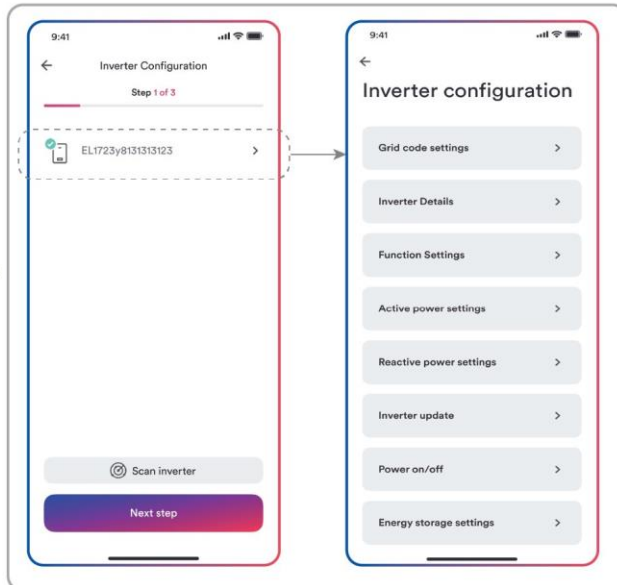 9:41
Inverter Configuration
Step 1 of 3
EL1723y8131313123
Scan inverter
Next step
9:41
Inverter configuration
Grid code settings
Inverter Details
Function Settings
Active power settings
Reactive power settings
Inverter update
Power on/off
Energy storage settings